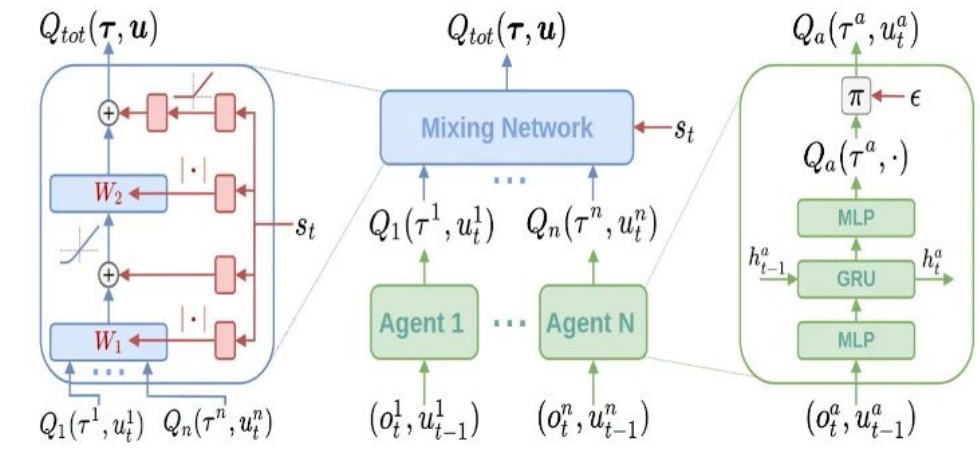 Q_tot(τ, u)
+
W_2
|·|
s_t
+
W_1
|·|
...
Q_1(τ^1, u_t^1) Q_n(τ^n, u_t^n)
Q_tot(τ, u)
Mixing Network
s_t
...
Q_1(τ^1, u_t^1) Q_n(τ^n, u_t^n)
Agent 1 ... Agent N
(o_t^1, u_{t-1}^1) (o_t^n, u_{t-1}^n)
Q_a(τ^a, u_t^a)
π ϵ
Q_a(τ^a, ·)
MLP
h_{t-1}^a GRU h_t^a
MLP
(o_t^a, u_{t-1}^a)